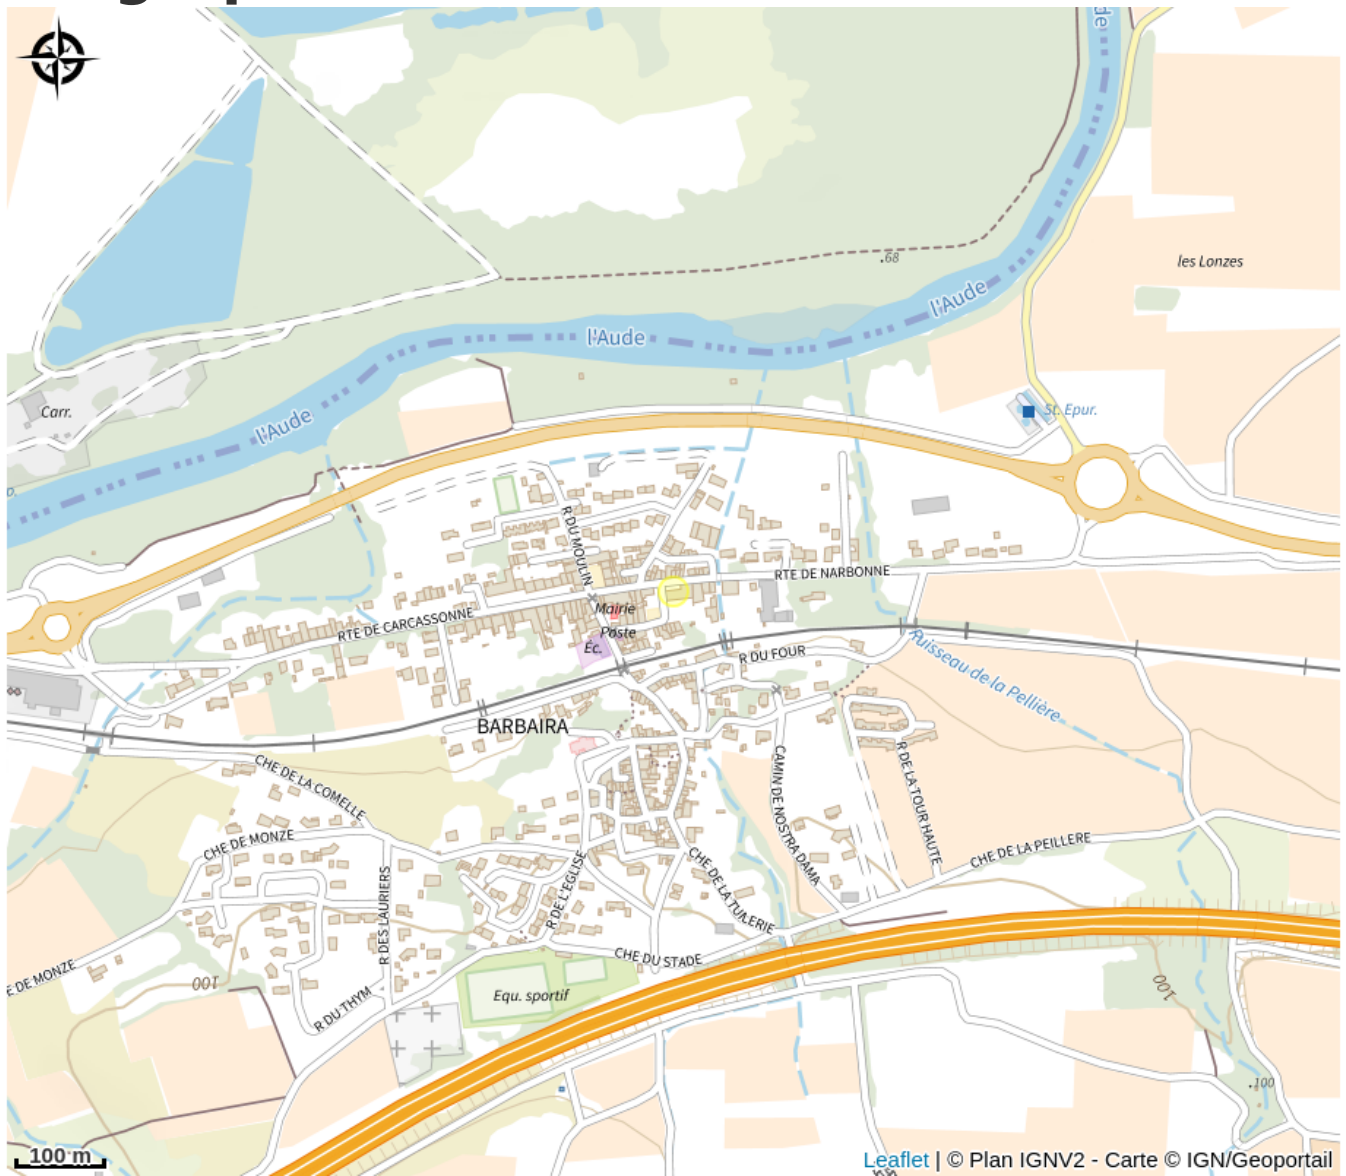 de
68
les Lonzes
l'Aude
l'Aude
Carr.
l'Aude
St. Epur.
R DU MOULIN
RTE DE NARBONNE
Mairie
RTE DE CARCASSONNE
Poste
Éc.
R DU FOUR
Ruisseau de la Pellière
BARBAIRA
CHE DE LA COMELLE
CAMIN DE NOSTRA DAMA
R DE LA TOUR HAUTE
CHE DE MONZE
CHE DE LA PEILLERE
R DES LAURIERS
R DE L'EGLISE
CHE DE LA TUILERIE
CHE DU STADE
E DE MONZE
100
Equ. sportif
100
R DU THYM
100
100 m
Leaflet | © Plan IGNV2 - Carte © IGN/Geoportail